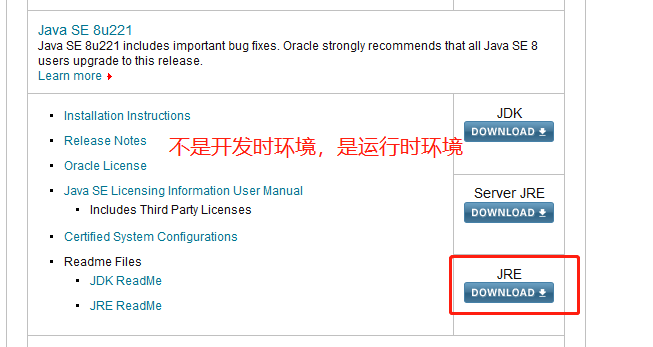 Java SE 8u221
Java SE 8u221 includes important bug fixes. Oracle strongly recommends that all Java SE 8
users upgrade to this release.
Learn more
Installation Instructions
Release Notes
Oracle License
Java SE Licensing Information User Manual
Includes Third Party Licenses
Certified System Configurations
Readme Files
JDK ReadMe
JRE ReadMe
不是开发时环境，是运行时环境
JDK
DOWNLOAD
Server JRE
DOWNLOAD
JRE
DOWNLOAD